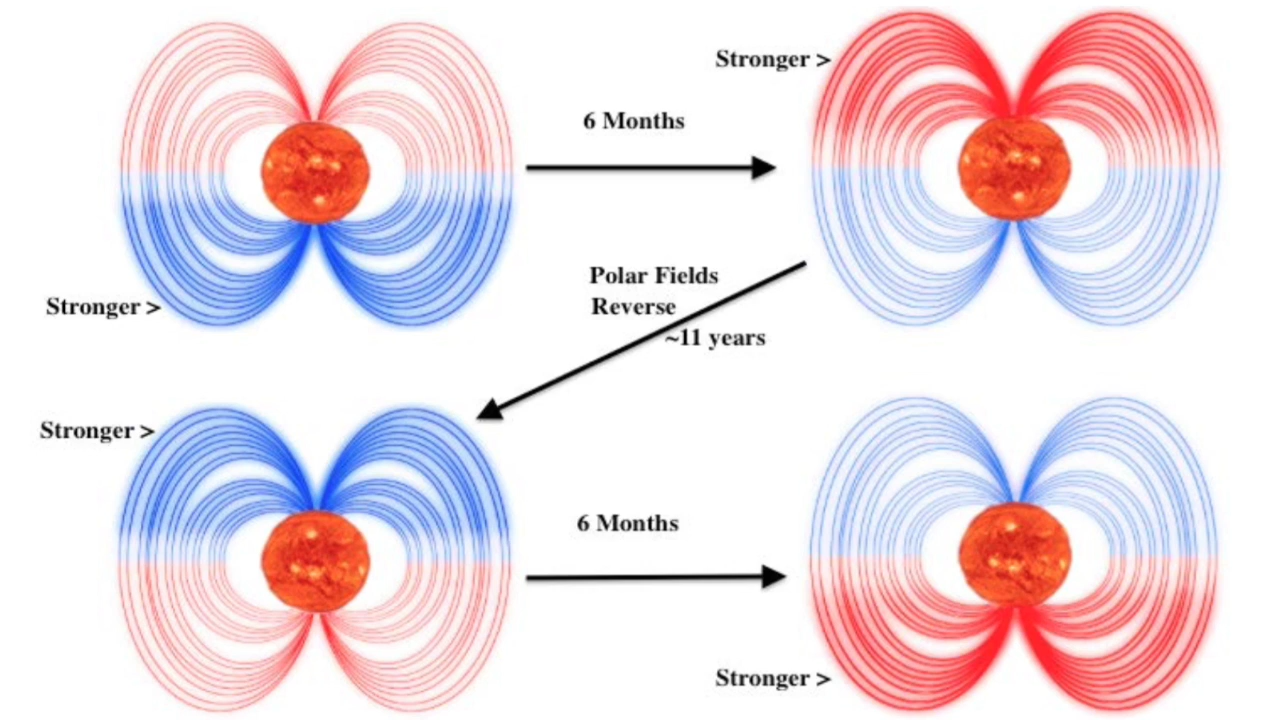 Stronger >
6 Months
Polar Fields
Reverse
~11 years
Stronger >
Stronger >
6 Months
Stronger >